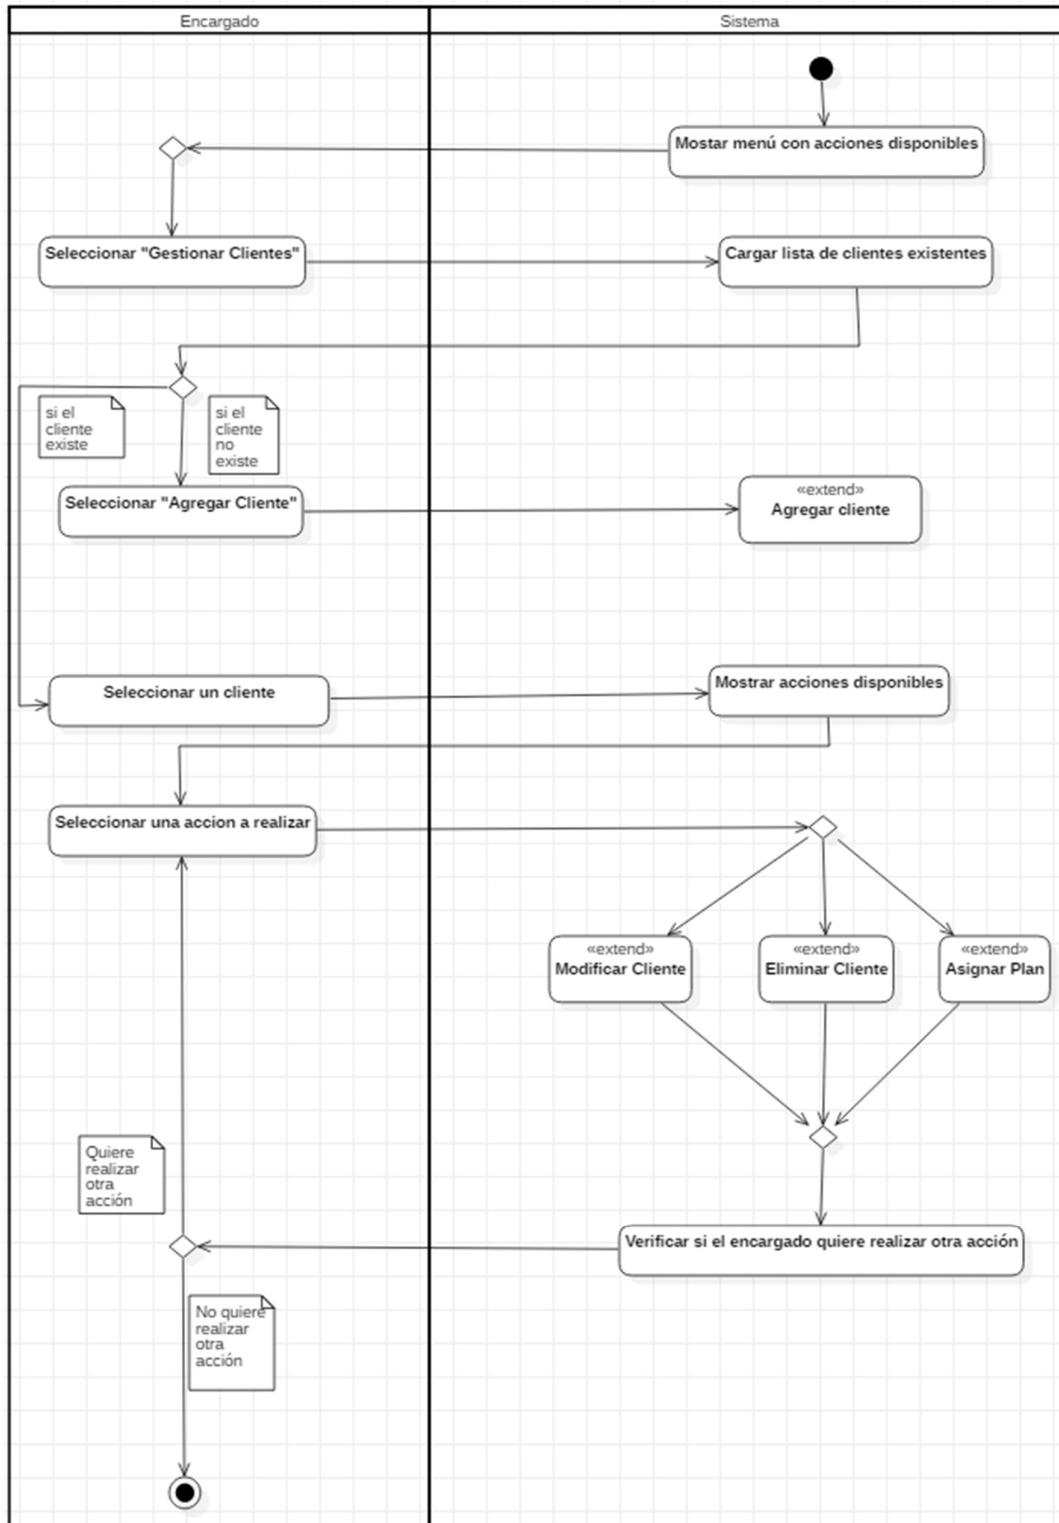 Encargado
Sistema
Mostar menú con acciones disponibles
Seleccionar "Gestionar Clientes"
Cargar lista de clientes existentes
si el
cliente
existe
si el
cliente
no
existe
Seleccionar "Agregar Cliente"
«extend»
Agregar cliente
Seleccionar un cliente
Mostrar acciones disponibles
Seleccionar una accion a realizar
«extend»
Modificar Cliente
«extend»
Eliminar Cliente
«extend»
Asignar Plan
Quiere
realizar
otra
acción
Verificar si el encargado quiere realizar otra acción
No quiere
realizar
otra
acción